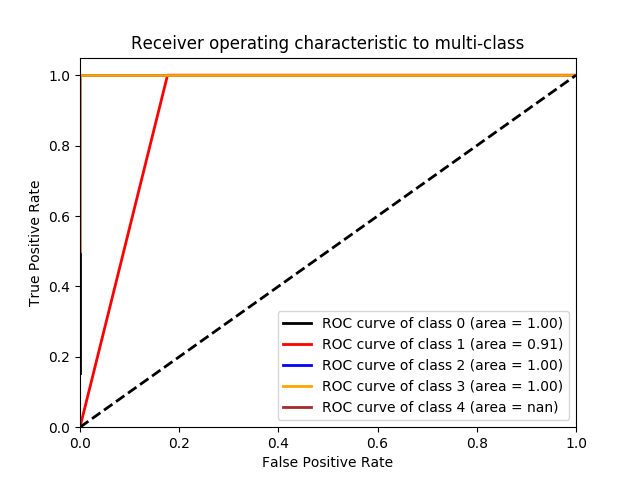 Receiver operating characteristic to multi-class
1.0
0.8
0.6
0.4
0.2
0.0
True Positive Rate
ROC curve of class 0 (area = 1.00)
ROC curve of class 1 (area = 0.91)
ROC curve of class 2 (area = 1.00)
ROC curve of class 3 (area = 1.00)
ROC curve of class 4 (area = nan)
0.0 0.2 0.4 0.6 0.8 1.0
False Positive Rate